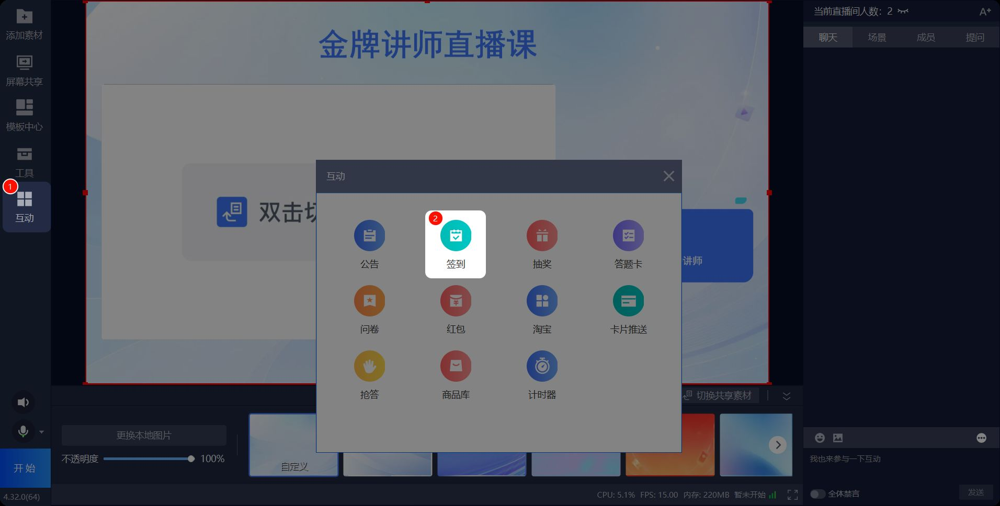 添加素材
屏幕共享
模板中心
工具
1
互动
开始
4.32.0(64)
金牌讲师直播课
双击切
讲师
互动
公告
2
签到
抽奖
答题卡
问卷
红包
淘宝
卡片推送
抢答
商品库
计时器
切换共享素材
更换本地图片
不透明度
100%
自定义
CPU: 5.1% FPS: 15.00 内存: 220MB 暂未开始
当前直播间人数: 2
A+
聊天
场景
成员
提问
我也来参与一下互动
全体禁言
发送